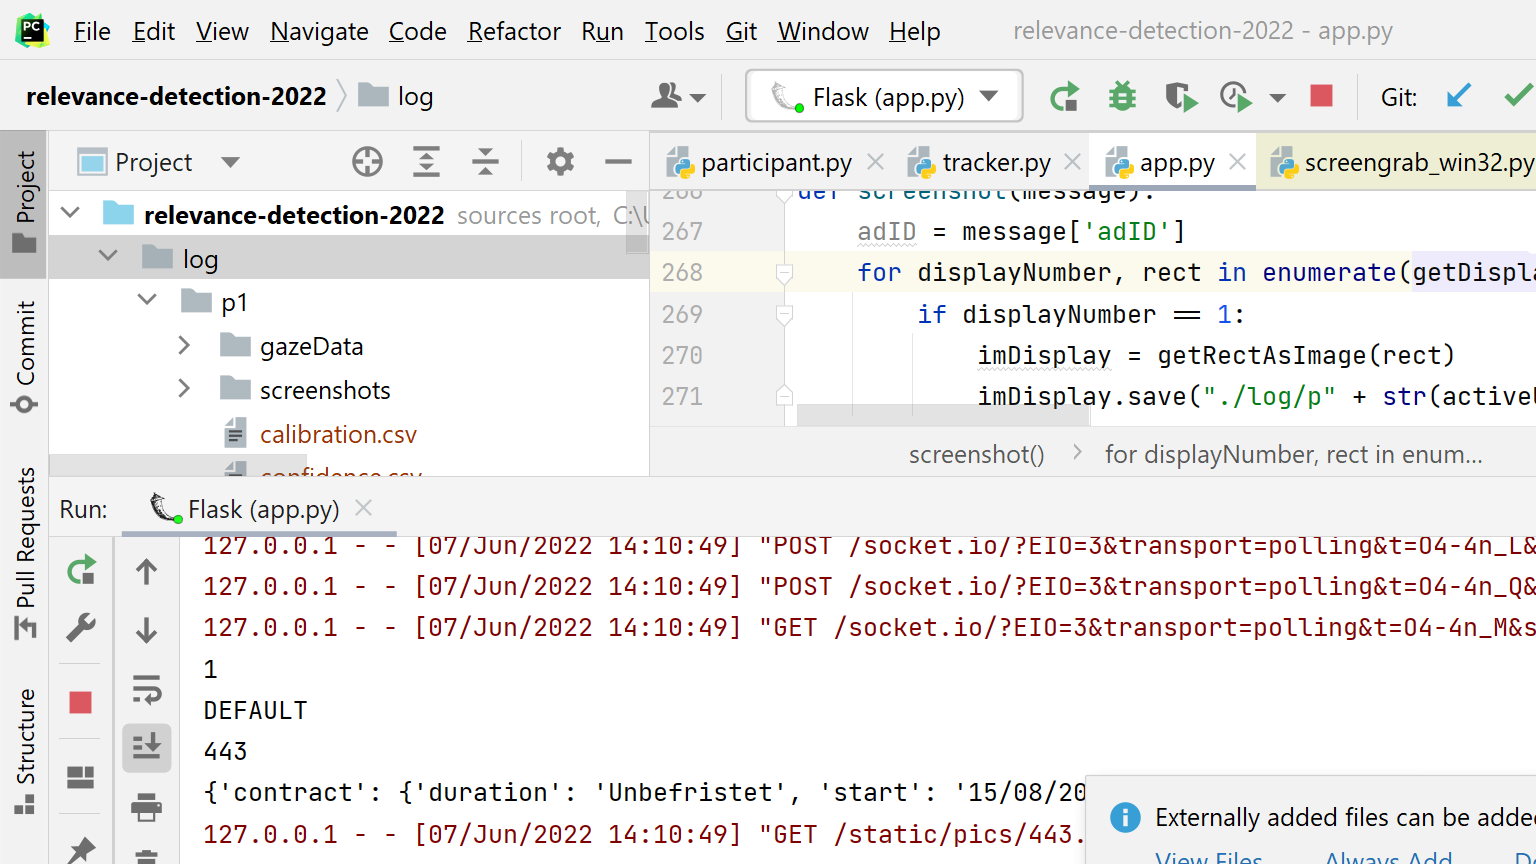 PC
File Edit View Navigate Code Refactor Run Tools Git Window Help relevance-detection-2022 - app.py
relevance-detection-2022 log Flask (app.py) Git:
Project
Project
participant.py tracker.py app.py screengrab_win32.py
relevance-detection-2022 sources root, C:\U
log
p1
gazeData
screenshots
calibration.csv
confidence.csv
266 def screenshot(message):
267 adID = message['adID']
268 for displayNumber, rect in enumerate(getDispla
269 if displayNumber == 1:
270 imDisplay = getRectAsImage(rect)
271 imDisplay.save("./log/p" + str(activeU
screenshot() for displayNumber, rect in enum...
Commit
Pull Requests
Structure
Run: Flask (app.py)
127.0.0.1 - - [07/Jun/2022 14:10:49] "POST /socket.io/?EIO=3&transport=polling&t=O4-4n_L&
127.0.0.1 - - [07/Jun/2022 14:10:49] "POST /socket.io/?EIO=3&transport=polling&t=O4-4n_Q&
127.0.0.1 - - [07/Jun/2022 14:10:49] "GET /socket.io/?EIO=3&transport=polling&t=O4-4n_M&s
1
DEFAULT
443
{'contract': {'duration': 'Unbefristet', 'start': '15/08/20
127.0.0.1 - - [07/Jun/2022 14:10:49] "GET /static/pics/443.
Externally added files can be adde
View Files Always Add